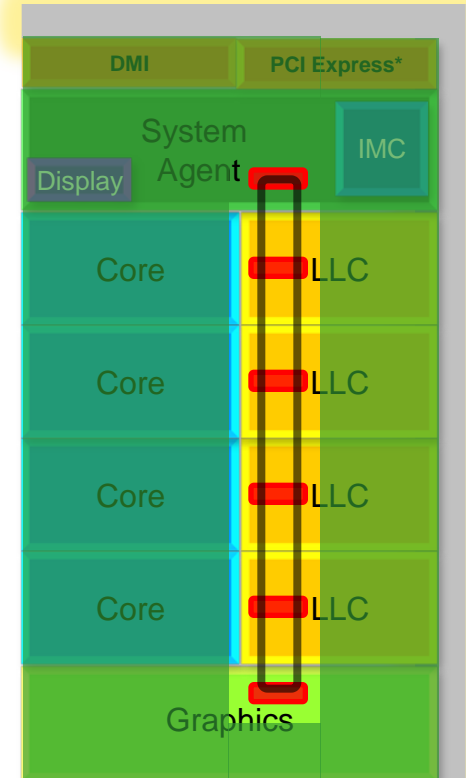 DMI
PCI Express*
System
Agent
IMC
Display
Core
LLC
Core
LLC
Core
LLC
Core
LLC
Graphics